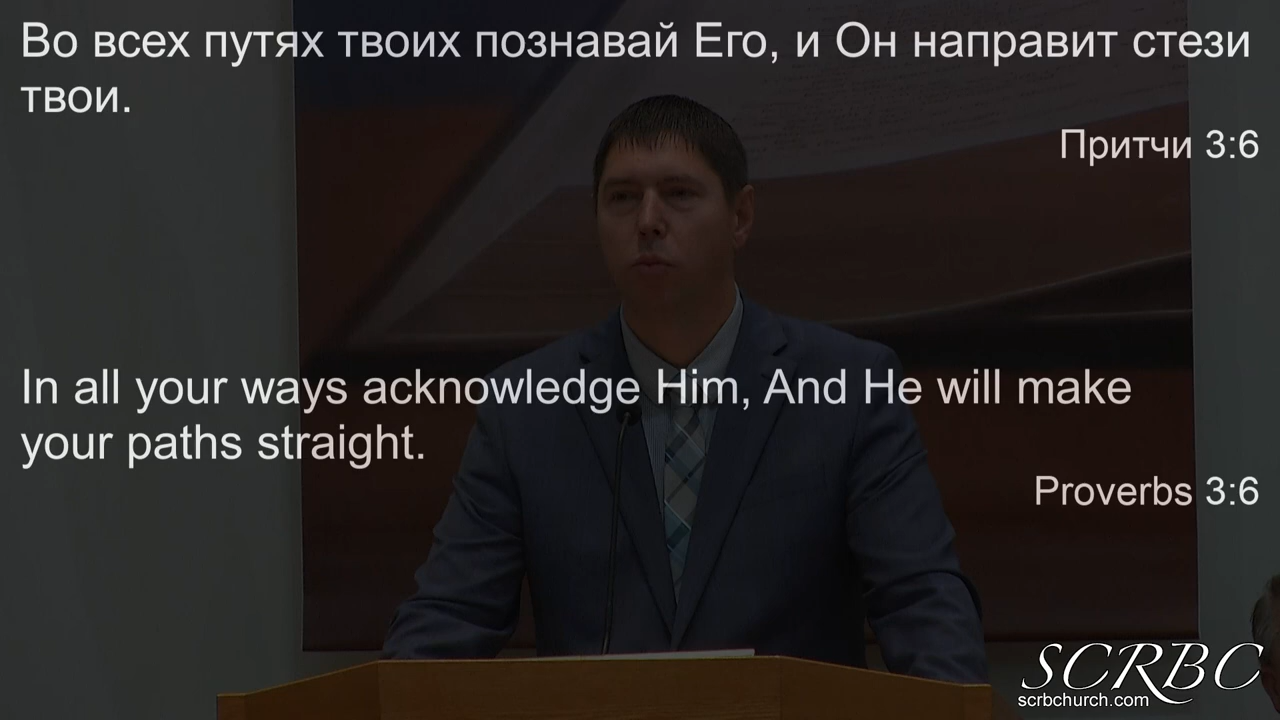 Во всех путях твоих познавай Его, и Он направит стези
твои.
Притчи 3:6
In all your ways acknowledge Him, And He will make
your paths straight.
Proverbs 3:6
SCRBC
scrbchurch.com